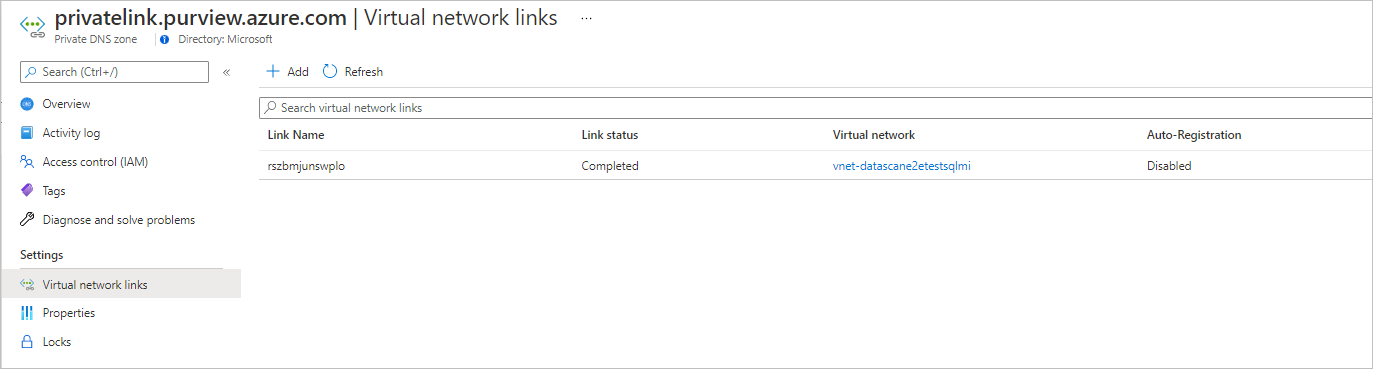 privatelink.purview.azure.com | Virtual network links ...
Private DNS zone Directory: Microsoft
Search (Ctrl+/) «
Overview
Activity log
Access control (IAM)
Tags
Diagnose and solve problems
Settings
Virtual network links
Properties
Locks
Add Refresh
Search virtual network links
Link Name Link status Virtual network Auto-Registration
rszbmjunswplo Completed vnet-datascane2etestsqlmi Disabled